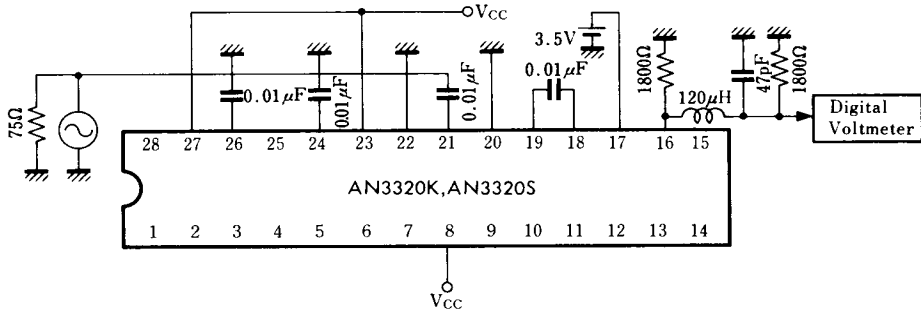 VCC
3.5V
75Ω
0.01μF
0.01μF
0.01μF
0.01μF
1800Ω
120μH
47pF
1800Ω
Digital
Voltmeter
28 27 26 25 24 23 22 21 20 19 18 17 16 15
AN3320K,AN3320S
1 2 3 4 5 6 7 8 9 10 11 12 13 14
VCC